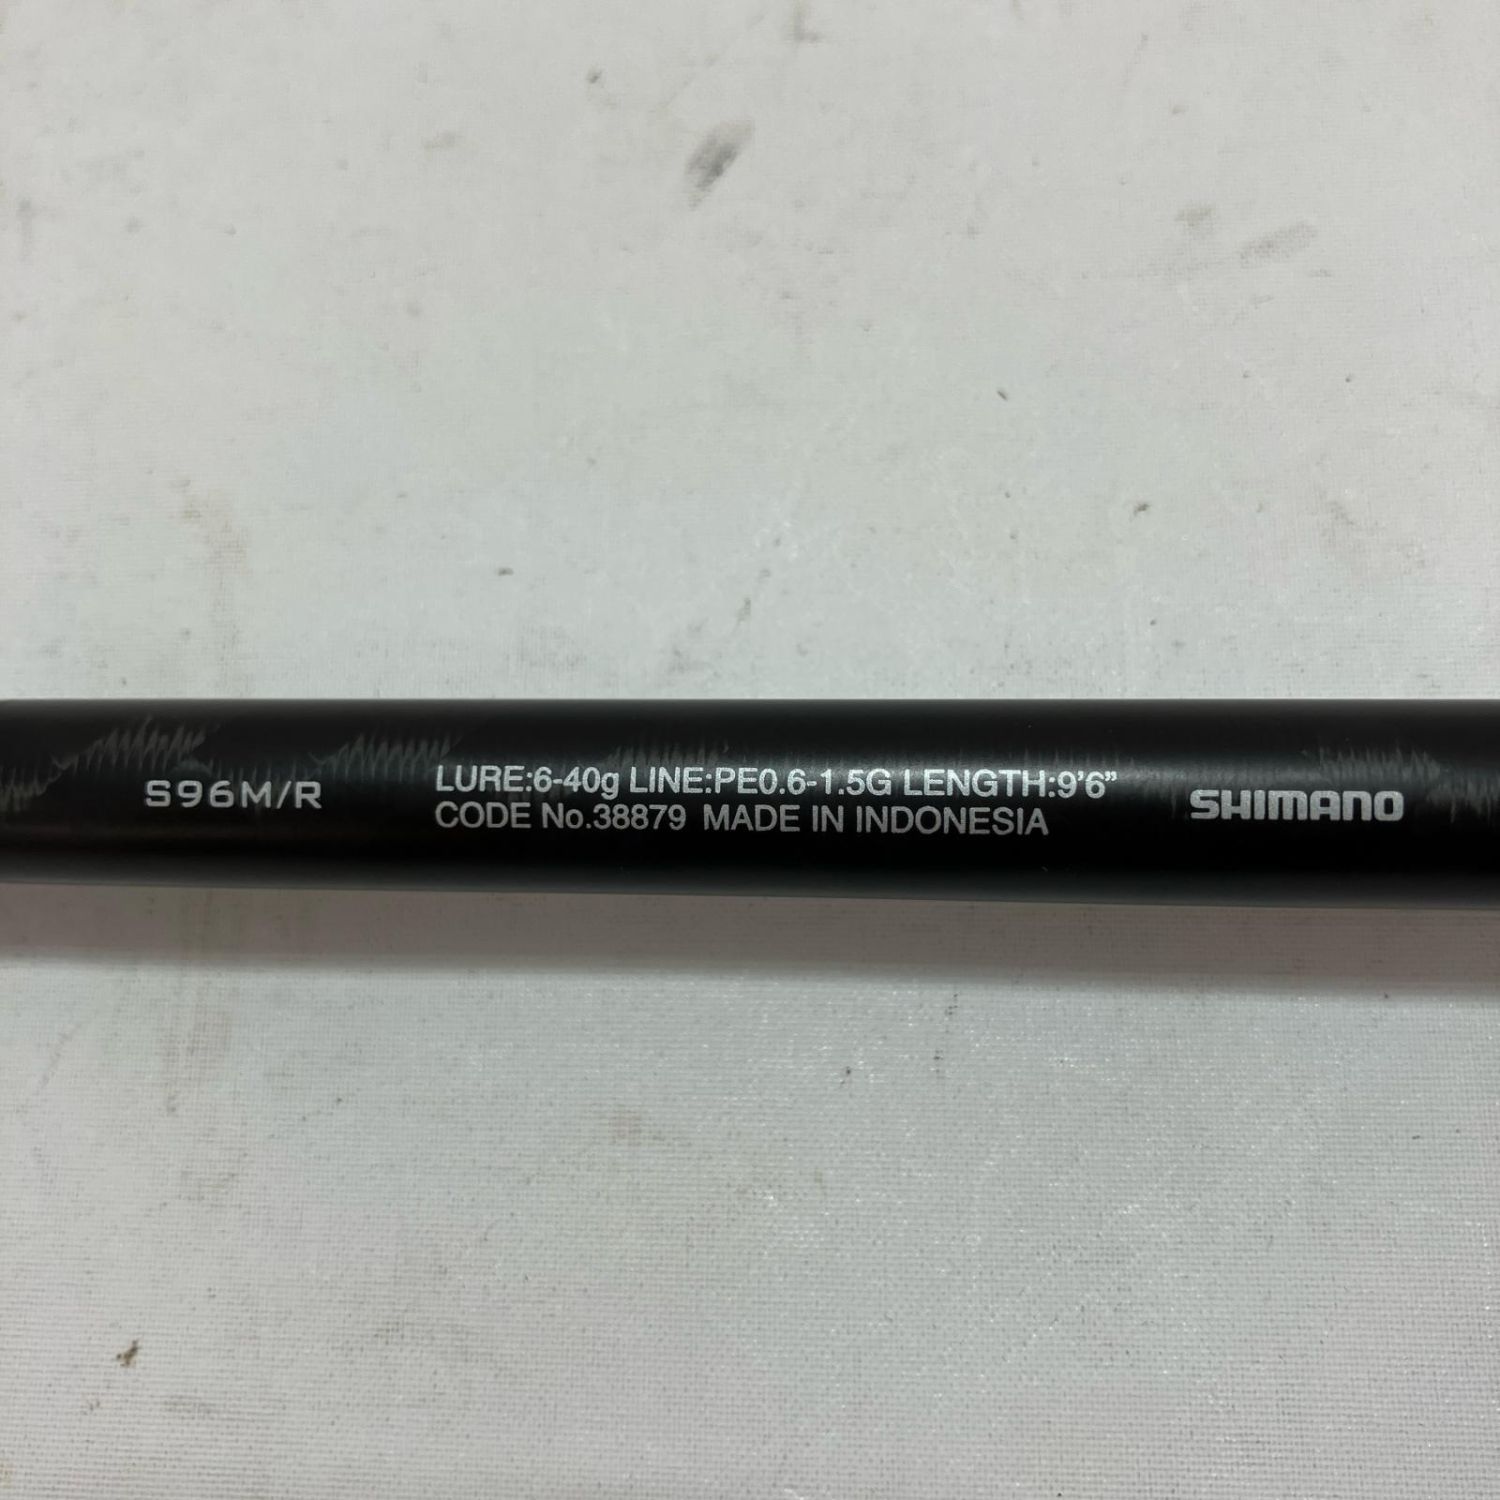 S96M/R
LURE:6-40g LINE:PE0.6-1.5G LENGTH:9'6"
CODE No.38879 MADE IN INDONESIA
SHIMANO